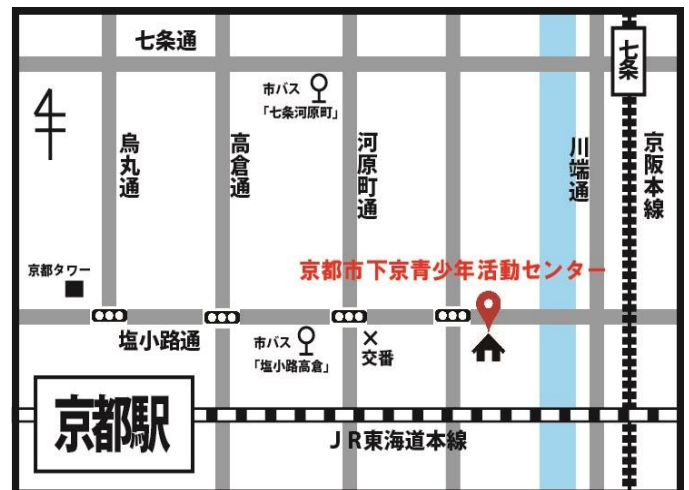 七条通
七条
市バス
「七条河原町」
烏丸通
高倉通
河原町通
川端通
京阪本線
京都タワー
京都市下京青少年活動センター
塩小路通
市バス
「塩小路高倉」
交番
京都駅
JR東海道本線